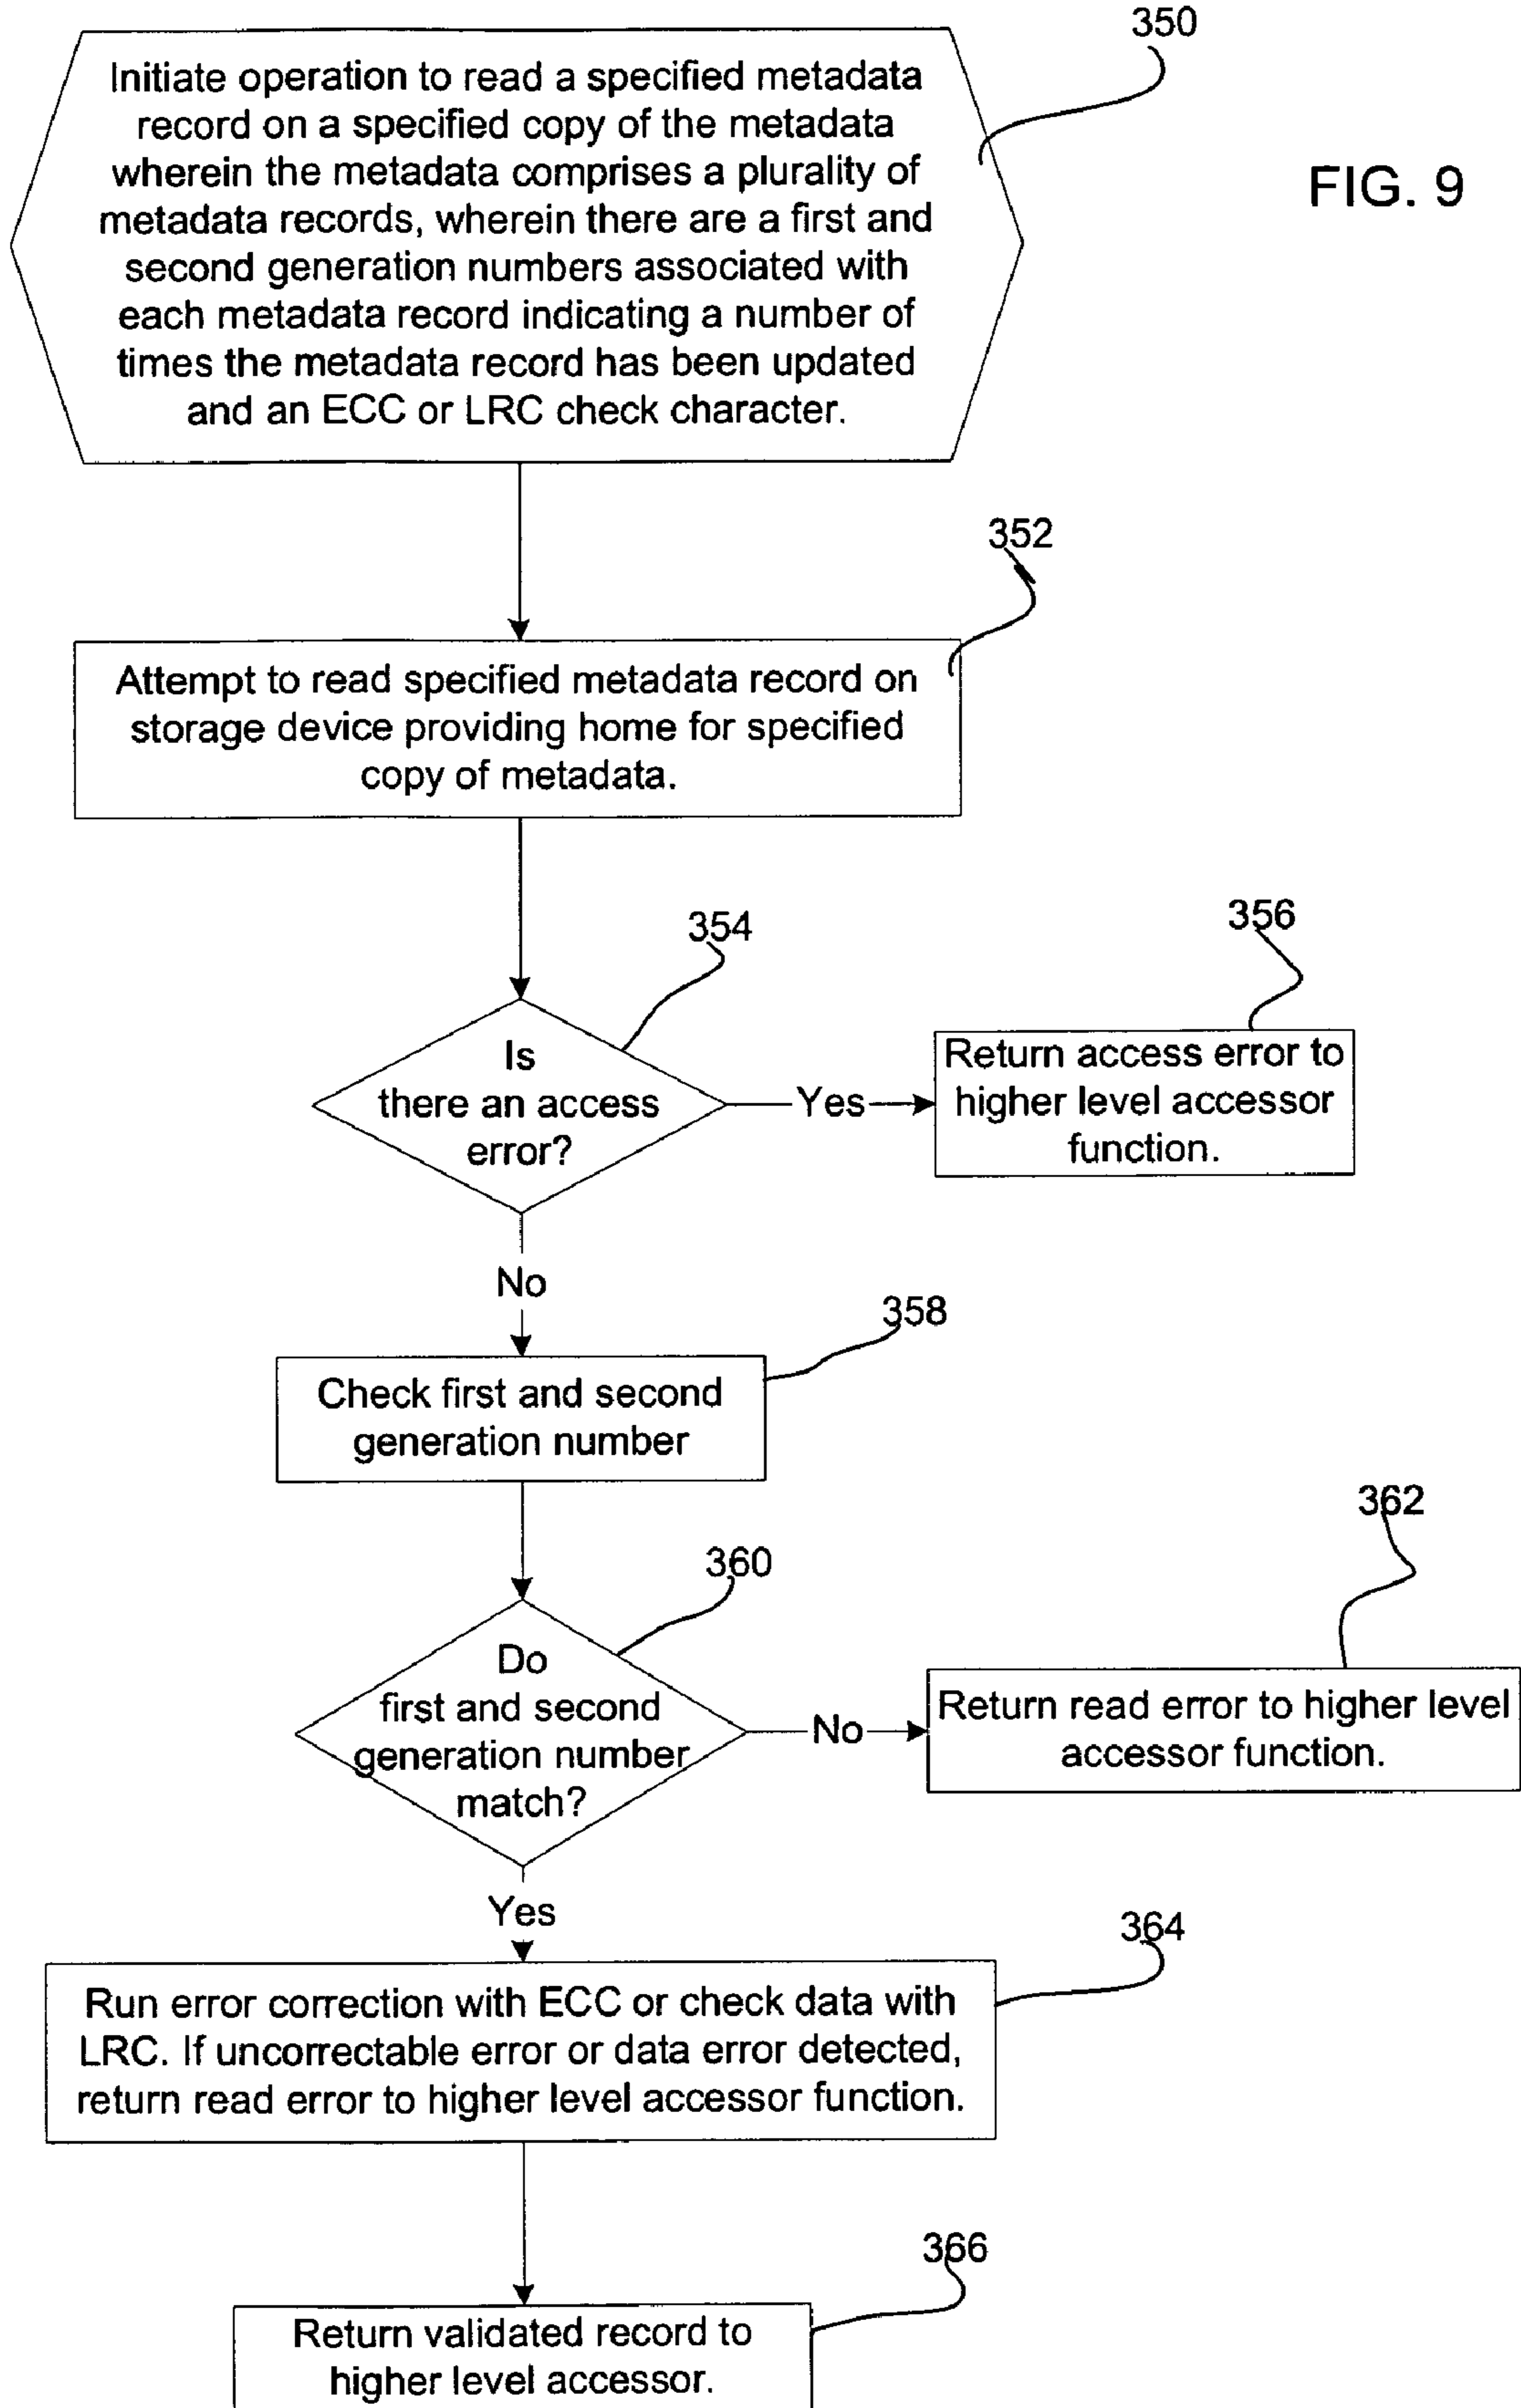 350
Initiate operation to read a specified metadata
record on a specified copy of the metadata
wherein the metadata comprises a plurality of
metadata records, wherein there are a first and
second generation numbers associated with
each metadata record indicating a number of
times the metadata record has been updated
and an ECC or LRC check character.
FIG. 9
352
Attempt to read specified metadata record on
storage device providing home for specified
copy of metadata.
354
Is
there an access
error?
Yes
356
Return access error to
higher level accessor
function.
No
358
Check first and second
generation number
360
Do
first and second
generation number
match?
No
362
Return read error to higher level
accessor function.
Yes
364
Run error correction with ECC or check data with
LRC. If uncorrectable error or data error detected,
return read error to higher level accessor function.
366
Return validated record to
higher level accessor.